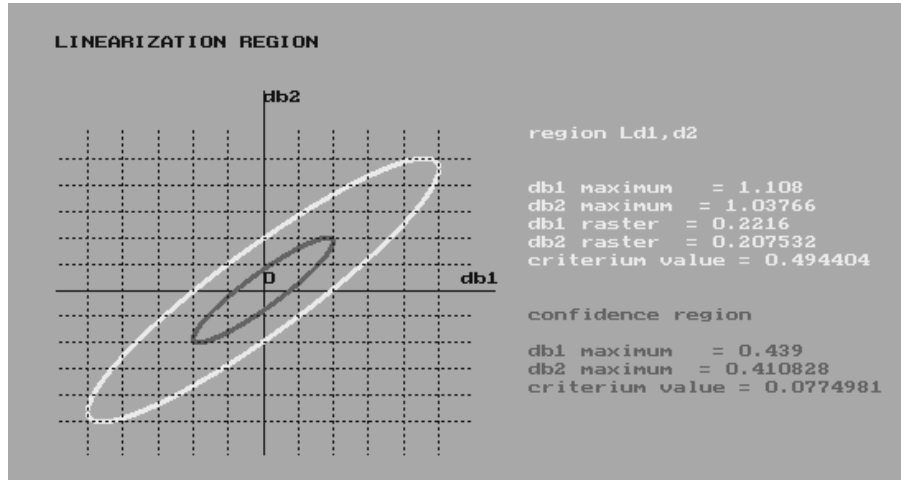 LINEARIZATION REGION
db2
region Ld1,d2
db1 maximum = 1.108
db2 maximum = 1.03766
db1 raster = 0.2216
db2 raster = 0.207532
criterium value = 0.494404
D
db1
confidence region
db1 maximum = 0.439
db2 maximum = 0.410828
criterium value = 0.0774981